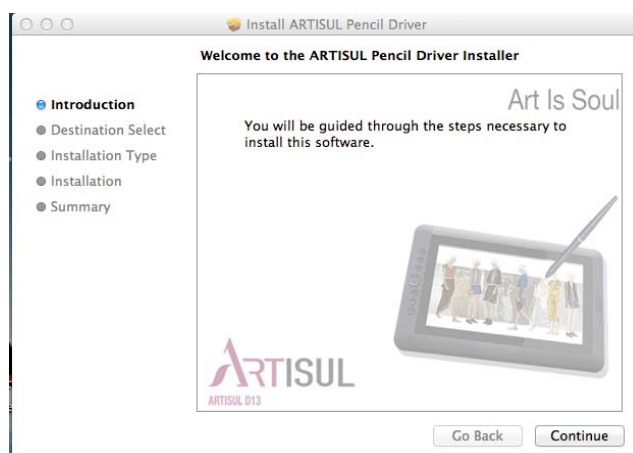 Install ARTISUL Pencil Driver
Welcome to the ARTISUL Pencil Driver Installer
Introduction
Destination Select
Installation Type
Installation
Summary
Art Is Soul
You will be guided through the steps necessary to
install this software.
ARTISUL
ARTISUL D13
Go Back
Continue